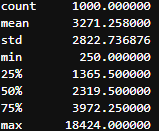 count 1000.000000
mean 3271.258000
std 2822.736876
min 250.000000
25% 1365.500000
50% 2319.500000
75% 3972.250000
max 18424.000000